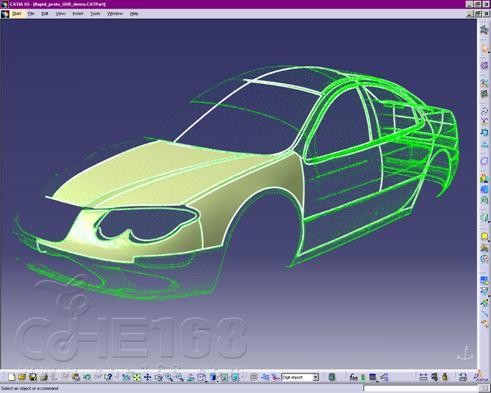 CATIA V5 - [Rapid_proto_USR_demo.CATPart]
Start File Edit View Insert Tools Window Help
CoHE168
Select an object or a command
Digit import